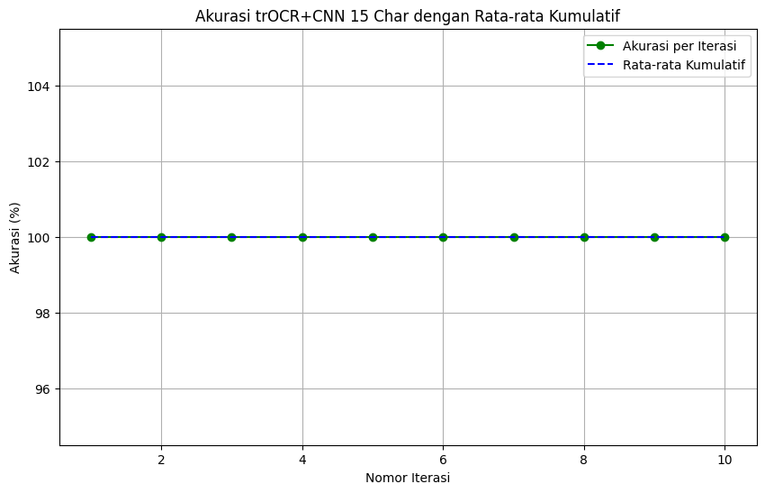 Akurasi trOCR+CNN 15 Char dengan Rata-rata Kumulatif
Akurasi per Iterasi
Rata-rata Kumulatif
104
102
100
98
96
Akurasi (%)
2
4
6
8
10
Nomor Iterasi